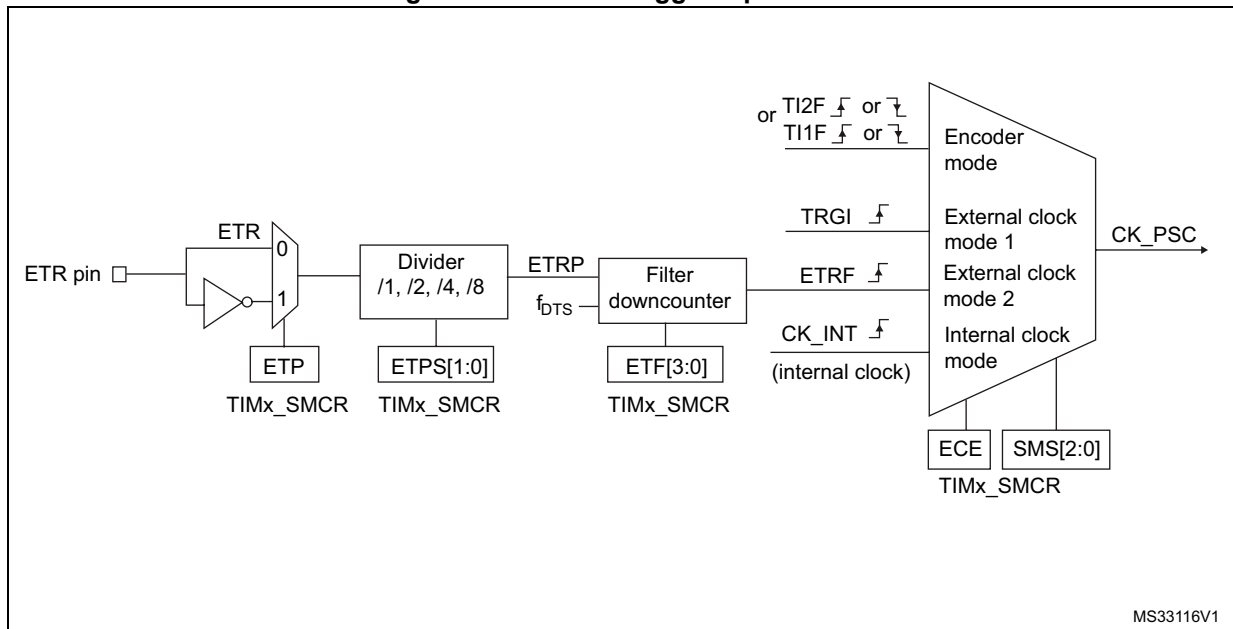 or TI2F or
TI1F or
Encoder
mode
TRGI
External clock
mode 1
CK_PSC
ETR
0
ETR pin
1
Divider
/1, /2, /4, /8
ETRP
fDTS
Filter
downcounter
ETRF
External clock
mode 2
CK_INT
(internal clock)
Internal clock
mode
ETP
TIMx_SMCR
ETPS[1:0]
TIMx_SMCR
ETF[3:0]
TIMx_SMCR
ECE
SMS[2:0]
TIMx_SMCR
MS33116V1